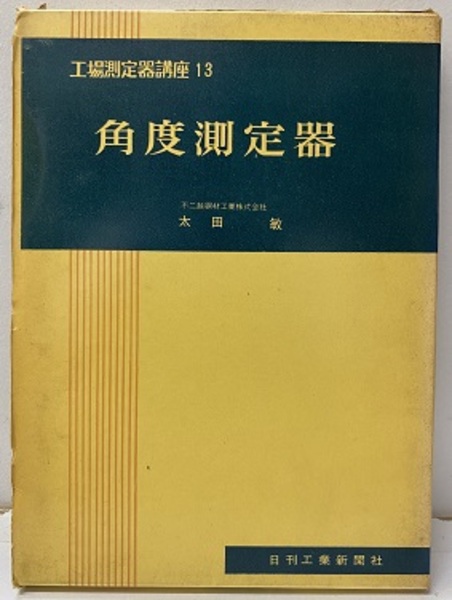 工場測定器講座 13
角度測定器
不二越鋼材工業株式会社
太田 敏
日刊工業新聞社